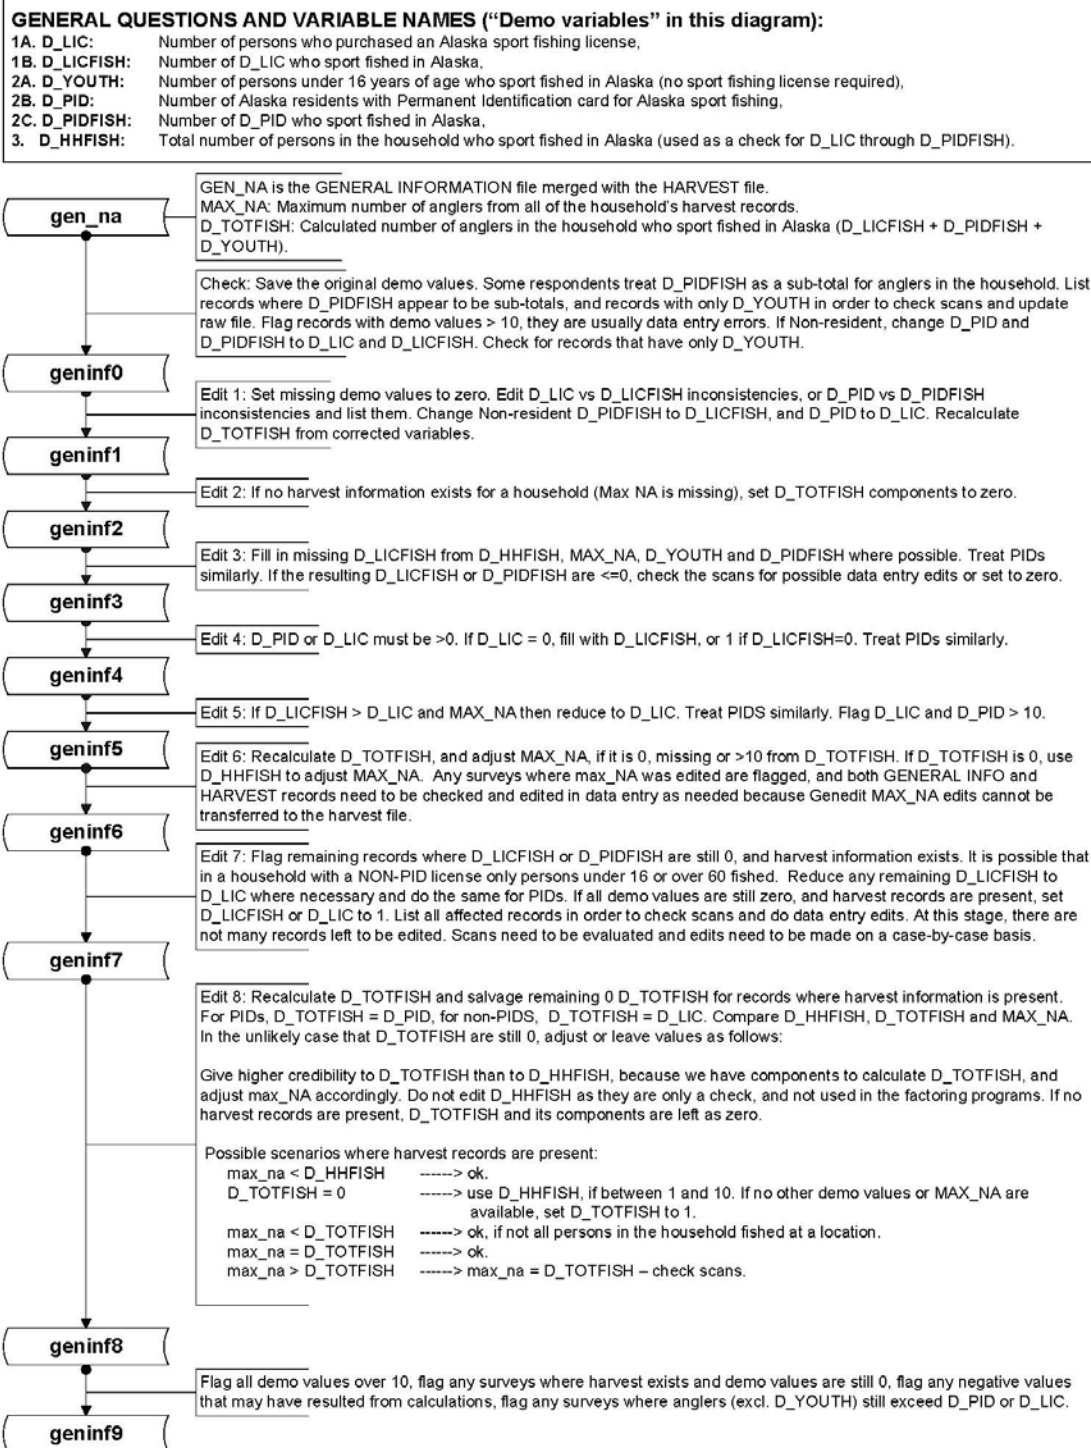 GENERAL QUESTIONS AND VARIABLE NAMES (“Demo variables” in this diagram):
1A. D_LIC: Number of persons who purchased an Alaska sport fishing license,
1B. D_LICFISH: Number of D_LIC who sport fished in Alaska,
2A. D_YOUTH: Number of persons under 16 years of age who sport fished in Alaska (no sport fishing license required),
2B. D_PID: Number of Alaska residents with Permanent Identification card for Alaska sport fishing,
2C. D_PIDFISH: Number of D_PID who sport fished in Alaska,
3. D_HHFISH: Total number of persons in the household who sport fished in Alaska (used as a check for D_LIC through D_PIDFISH).
gen_na
GEN_NA is the GENERAL INFORMATION file merged with the HARVEST file.
MAX_NA: Maximum number of anglers from all of the household’s harvest records.
D_TOTFISH: Calculated number of anglers in the household who sport fished in Alaska (D_LICFISH + D_PIDFISH +
D_YOUTH).
Check: Save the original demo values. Some respondents treat D_PIDFISH as a sub-total for anglers in the household. List
records where D_PIDFISH appear to be sub-totals, and records with only D_YOUTH in order to check scans and update
raw file. Flag records with demo values > 10, they are usually data entry errors. If Non-resident, change D_PID and
D_PIDFISH to D_LIC and D_LICFISH. Check for records that have only D_YOUTH.
geninf0
Edit 1: Set missing demo values to zero. Edit D_LIC vs D_LICFISH inconsistencies, or D_PID vs D_PIDFISH
inconsistencies and list them. Change Non-resident D_PIDFISH to D_LICFISH, and D_PID to D_LIC. Recalculate
D_TOTFISH from corrected variables.
geninf1
Edit 2: If no harvest information exists for a household (Max NA is missing), set D_TOTFISH components to zero.
geninf2
Edit 3: Fill in missing D_LICFISH from D_HHFISH, MAX_NA, D_YOUTH and D_PIDFISH where possible. Treat PIDs
similarly. If the resulting D_LICFISH or D_PIDFISH are <=0, check the scans for possible data entry edits or set to zero.
geninf3
Edit 4: D_PID or D_LIC must be >0. If D_LIC = 0, fill with D_LICFISH, or 1 if D_LICFISH=0. Treat PIDs similarly.
geninf4
Edit 5: If D_LICFISH > D_LIC and MAX_NA then reduce to D_LIC. Treat PIDS similarly. Flag D_LIC and D_PID > 10.
geninf5
Edit 6: Recalculate D_TOTFISH, and adjust MAX_NA, if it is 0, missing or >10 from D_TOTFISH. If D_TOTFISH is 0, use
D_HHFISH to adjust MAX_NA. Any surveys where max_NA was edited are flagged, and both GENERAL INFO and
HARVEST records need to be checked and edited in data entry as needed because Genedit MAX_NA edits cannot be
transferred to the harvest file.
geninf6
Edit 7: Flag remaining records where D_LICFISH or D_PIDFISH are still 0, and harvest information exists. It is possible that
in a household with a NON-PID license only persons under 16 or over 60 fished. Reduce any remaining D_LICFISH to
D_LIC where necessary and do the same for PIDs. If all demo values are still zero, and harvest records are present, set
D_LICFISH or D_LIC to 1. List all affected records in order to check scans and do data entry edits. At this stage, there are
not many records left to be edited. Scans need to be evaluated and edits need to be made on a case-by-case basis.
geninf7
Edit 8: Recalculate D_TOTFISH and salvage remaining 0 D_TOTFISH for records where harvest information is present.
For PIDs, D_TOTFISH = D_PID, for non-PIDS, D_TOTFISH = D_LIC. Compare D_HHFISH, D_TOTFISH and MAX_NA.
In the unlikely case that D_TOTFISH are still 0, adjust or leave values as follows:
Give higher credibility to D_TOTFISH than to D_HHFISH, because we have components to calculate D_TOTFISH, and
adjust max_NA accordingly. Do not edit D_HHFISH as they are only a check, and not used in the factoring programs. If no
harvest records are present, D_TOTFISH and its components are left as zero.
Possible scenarios where harvest records are present:
max_na < D_HHFISH ------> ok.
D_TOTFISH = 0 ------> use D_HHFISH, if between 1 and 10. If no other demo values or MAX_NA are
available, set D_TOTFISH to 1.
max_na < D_TOTFISH ------> ok, if not all persons in the household fished at a location.
max_na = D_TOTFISH ------> ok.
max_na > D_TOTFISH ------> max_na = D_TOTFISH – check scans.
geninf8
Flag all demo values over 10, flag any surveys where harvest exists and demo values are still 0, flag any negative values
that may have resulted from calculations, flag any surveys where anglers (excl. D_YOUTH) still exceed D_PID or D_LIC.
geninf9